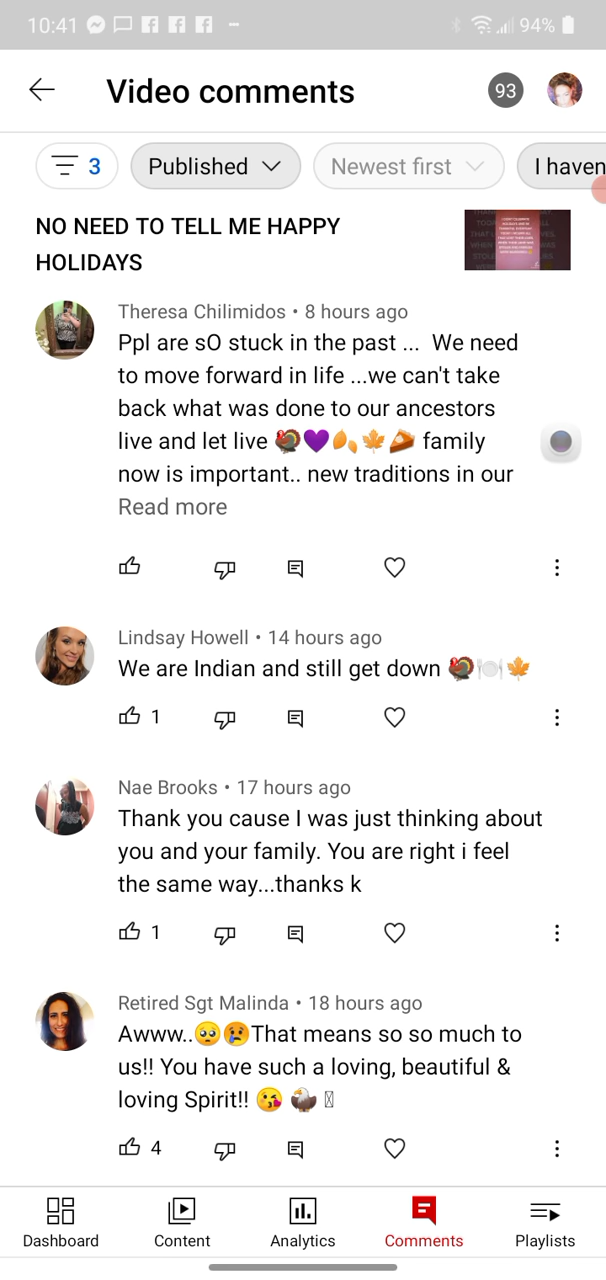 10:41 94%
Video comments 93
3 Published Newest first I haven
NO NEED TO TELL ME HAPPY
HOLIDAYS
Theresa Chilimidos • 8 hours ago
Ppl are sO stuck in the past ... We need
to move forward in life ...we can't take
back what was done to our ancestors
live and let live 🦃💜🍂🍁🥧 family
now is important.. new traditions in our
Read more
Lindsay Howell • 14 hours ago
We are Indian and still get down 🦃🍽️🍁
1
Nae Brooks • 17 hours ago
Thank you cause I was just thinking about
you and your family. You are right i feel
the same way...thanks k
1
Retired Sgt Malinda • 18 hours ago
Awww..🥺😢That means so so much to
us!! You have such a loving, beautiful &
loving Spirit!! 😘 🦅
4
Dashboard Content Analytics Comments Playlists